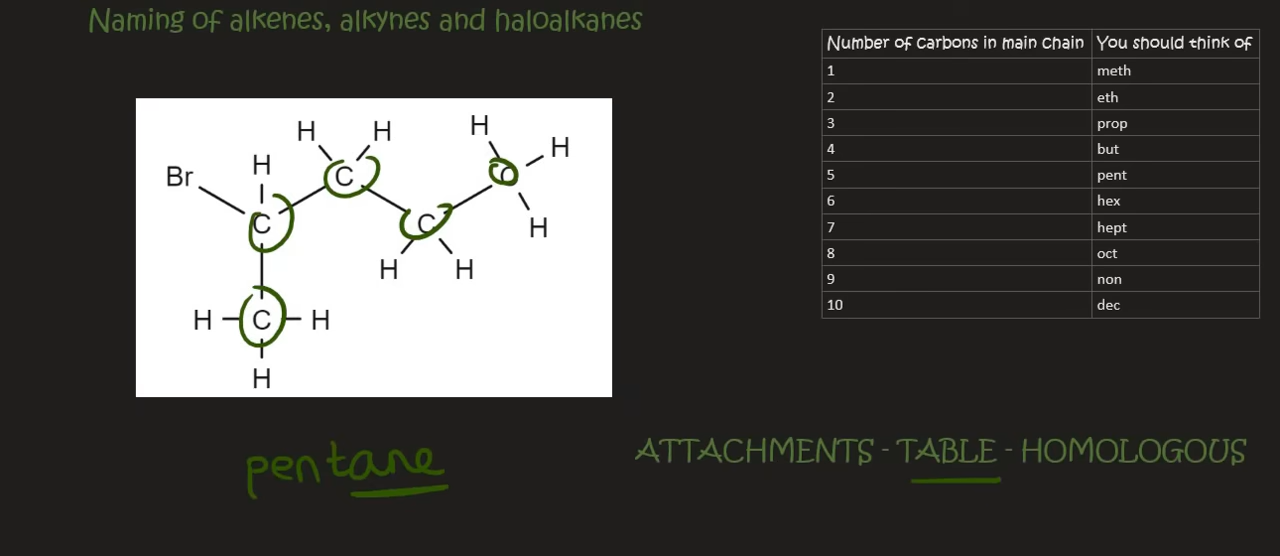 Naming of alkenes, alkynes and haloalkanes
Number of carbons in main chain You should think of
1 meth
2 eth
3 prop
4 but
5 pent
6 hex
7 hept
8 oct
9 non
10 dec
H H H
H
Br H C C
C C H
H H
H C H
H
pentane
ATTACHMENTS - TABLE - HOMOLOGOUS